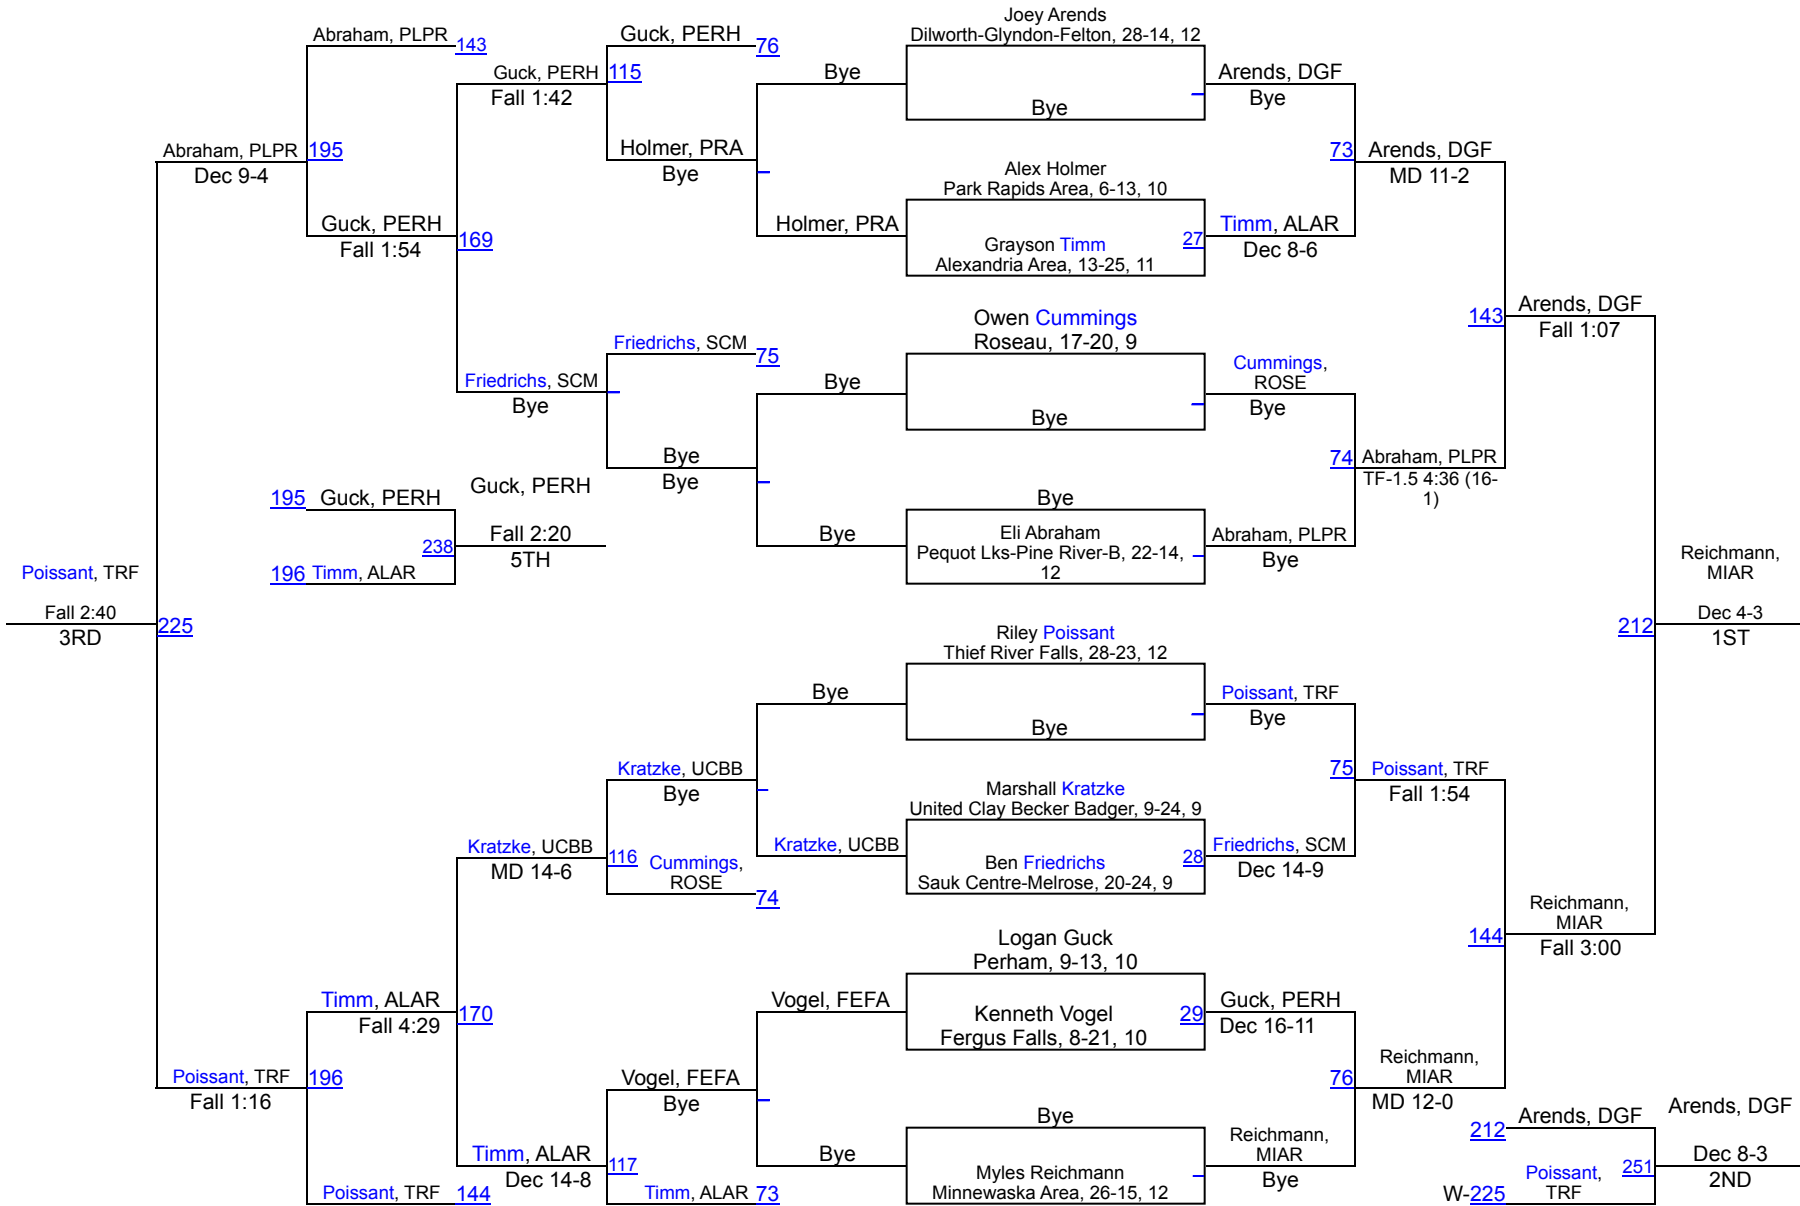 Joey Arends
Dilworth-Glyndon-Felton, 28-14, 12
Bye
Alex Holmer
Park Rapids Area, 6-13, 10
Grayson Timm
Alexandria Area, 13-25, 11
27
Owen Cummings
Roseau, 17-20, 9
Bye
Bye
Eli Abraham
Pequot Lks-Pine River-B, 22-14,
12
Riley Poissant
Thief River Falls, 28-23, 12
Bye
Marshall Kratzke
United Clay Becker Badger, 9-24, 9
Ben Friedrichs
Sauk Centre-Melrose, 20-24, 9
28
Logan Guck
Perham, 9-13, 10
Kenneth Vogel
Fergus Falls, 8-21, 10
29
Bye
Myles Reichmann
Minnewaska Area, 26-15, 12
Arends, DGF
Bye
Timm, ALAR
Dec 8-6
Cummings,
ROSE
Bye
Abraham, PLPR
Bye
Poissant, TRF
Bye
Friedrichs, SCM
Dec 14-9
Guck, PERH
Dec 16-11
Reichmann,
MIAR
Bye
73
Arends, DGF
MD 11-2
74
Abraham, PLPR
TF-1.5 4:36 (16-
1)
75
Poissant, TRF
Fall 1:54
76
Reichmann,
MIAR
MD 12-0
143
Arends, DGF
Fall 1:07
144
Reichmann,
MIAR
Fall 3:00
212
Reichmann,
MIAR
Dec 4-3
1ST
212
Arends, DGF
W-225
Poissant,
TRF
251
Arends, DGF
Dec 8-3
2ND
Bye
Holmer, PRA
Bye
Bye
Bye
Kratzke, UCBB
Vogel, FEFA
Bye
Guck, PERH
76
Holmer, PRA
Bye
Friedrichs, SCM
75
Bye
Bye
Kratzke, UCBB
Bye
Cummings,
ROSE
74
Vogel, FEFA
Bye
Timm, ALAR
73
Guck, PERH
Fall 1:42
115
Friedrichs, SCM
Bye
Kratzke, UCBB
MD 14-6
116
Timm, ALAR
Dec 14-8
117
Abraham, PLPR
143
Guck, PERH
Fall 1:54
169
Timm, ALAR
Fall 4:29
170
Poissant, TRF
144
Abraham, PLPR
Dec 9-4
195
Poissant, TRF
Fall 1:16
196
195
Guck, PERH
196
Timm, ALAR
238
Guck, PERH
Fall 2:20
5TH
Poissant, TRF
Fall 2:40
3RD
225